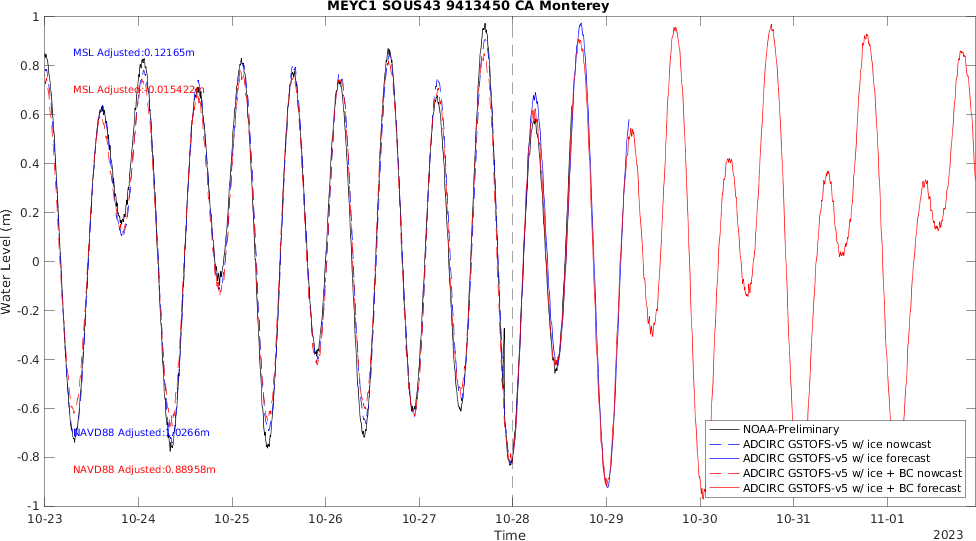 MEYC1 SOUS43 9413450 CA Monterey
1
0.8
0.6
0.4
0.2
0
-0.2
-0.4
-0.6
-0.8
-1
Water Level (m)
MSL Adjusted:0.12165m
MSL Adjusted:-0.015422m
NAVD88 Adjusted:1.0266m
NAVD88 Adjusted:0.88958m
NOAA-Preliminary
ADCIRC GSTOFS-v5 w/ ice nowcast
ADCIRC GSTOFS-v5 w/ ice forecast
ADCIRC GSTOFS-v5 w/ ice + BC nowcast
ADCIRC GSTOFS-v5 w/ ice + BC forecast
10-23 10-24 10-25 10-26 10-27 10-28 10-29 10-30 10-31 11-01
Time
2023